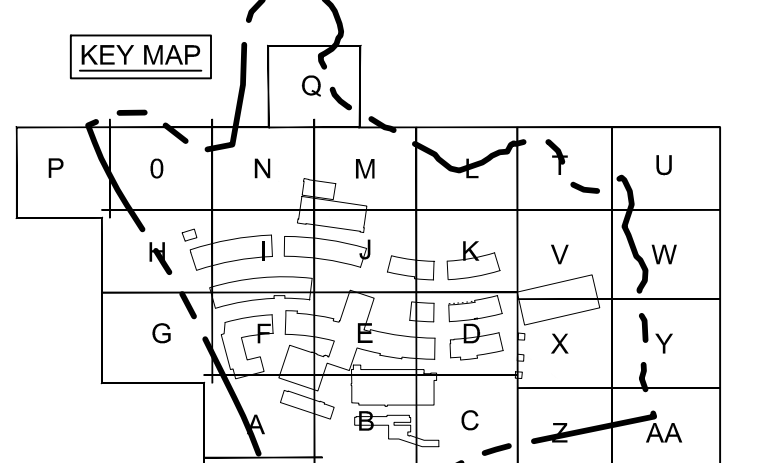 KEY MAP
Q
P 0 N M L T U
H I J K V W
G F E D X Y
A B C Z AA